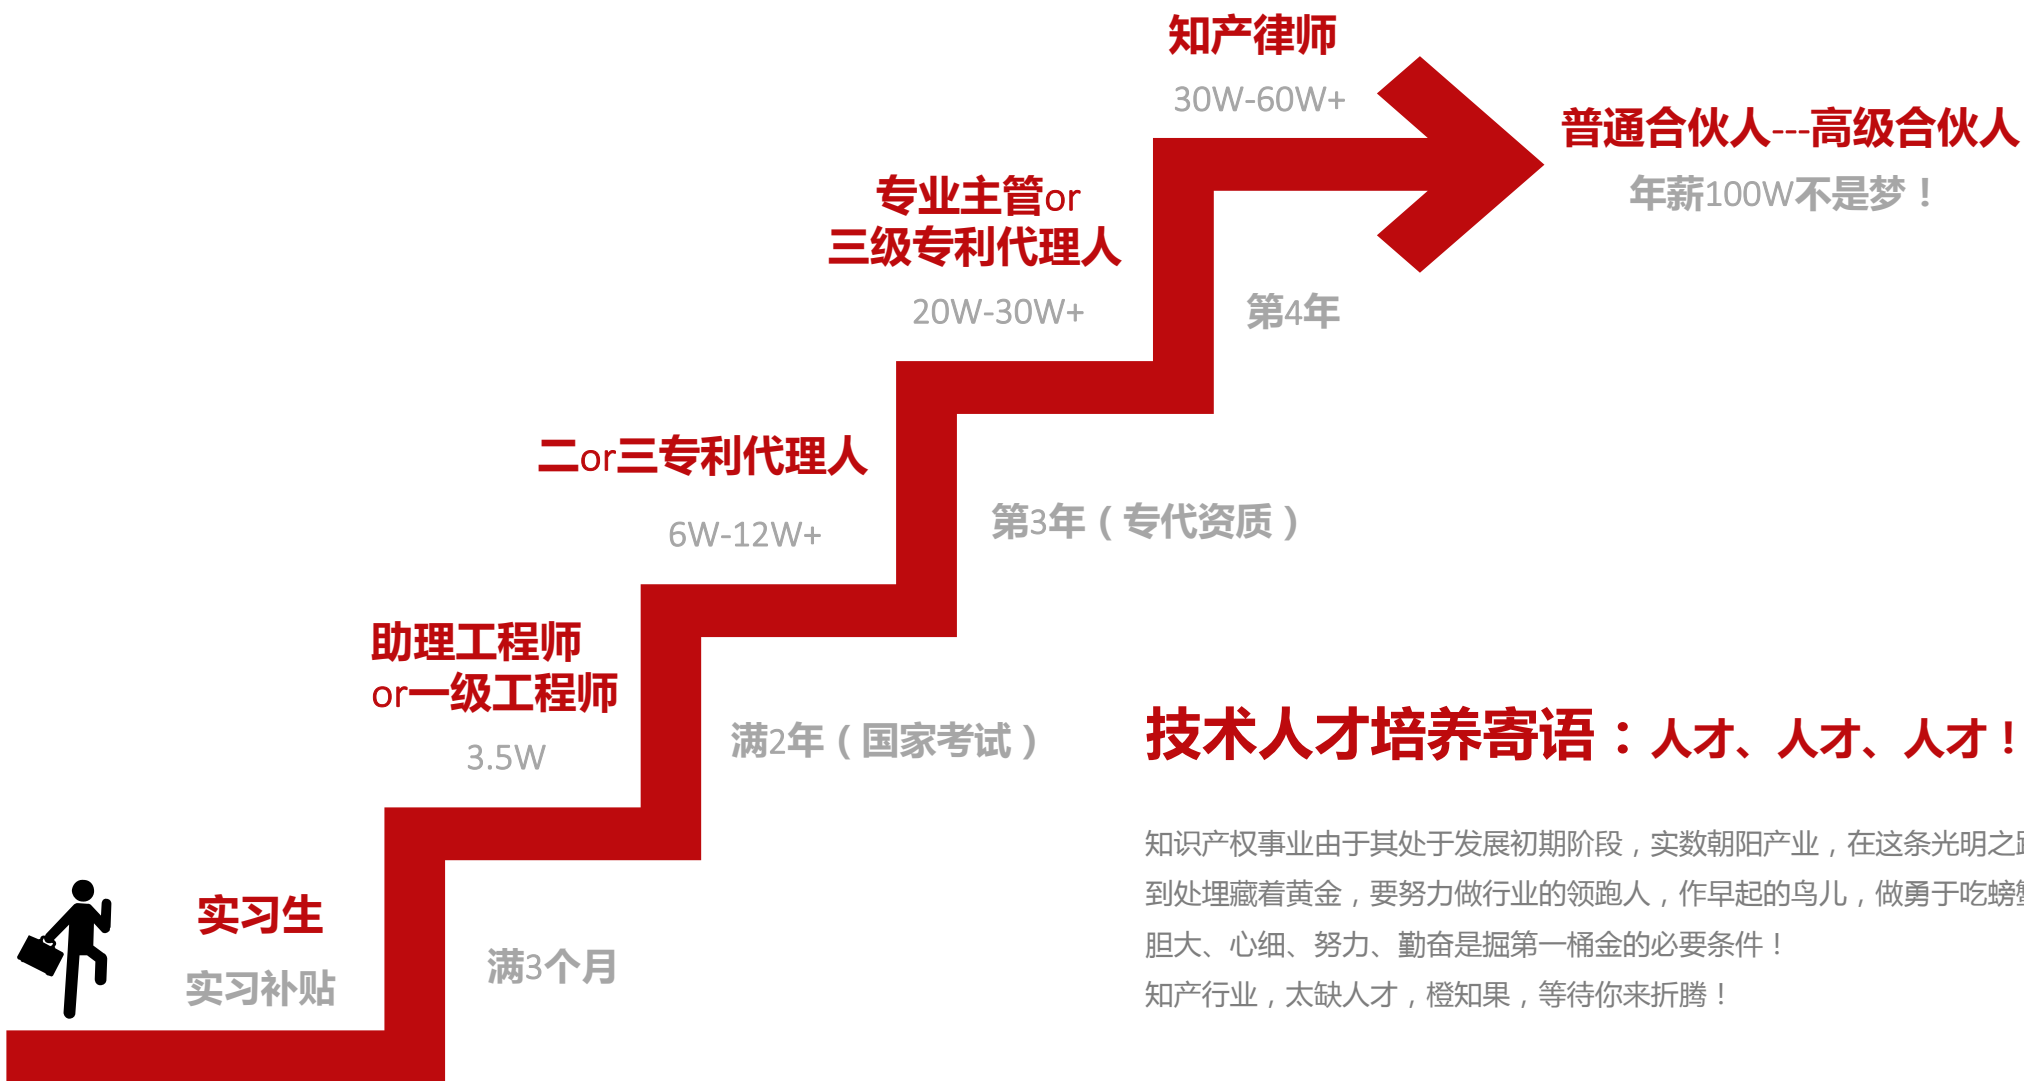 知产律师
30W-60W+
普通合伙人---高级合伙人
年薪100W不是梦！
专业主管or
三级专利代理人
20W-30W+
第4年
二or三专利代理人
6W-12W+
第3年（专代资质）
助理工程师
or一级工程师
3.5W
满2年（国家考试）
实习生
实习补贴
满3个月
技术人才培养寄语：人才、人才、人才！
知识产权事业由于其处于发展初期阶段，实数朝阳产业，在这条光明之路
到处埋藏着黄金，要努力做行业的领跑人，作早起的鸟儿，做勇于吃螃蟹
胆大、心细、努力、勤奋是掘第一桶金的必要条件！
知产行业，太缺人才，橙知果，等待你来折腾！